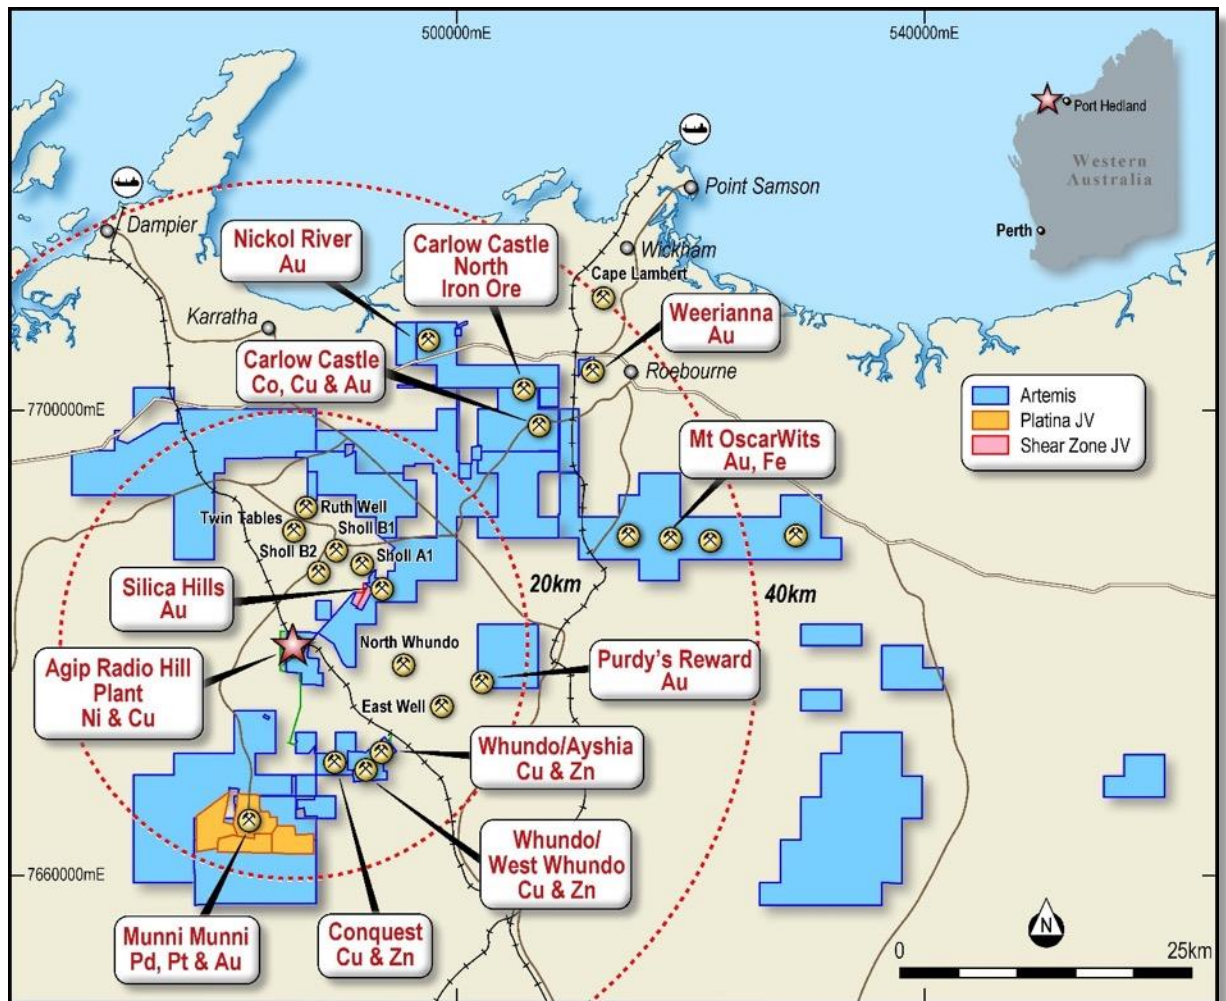 500000mE
540000mE
Port Hedland
Western
Australia
Perth
Point Samson
Dampier
Nickol River
Au
Carlow Castle
North
Iron Ore
Wickham
Cape Lambert
Karratha
Weerianna
Au
Carlow Castle
Co, Cu & Au
Roebourne
7700000mE
Artemis
Platina JV
Shear Zone JV
Mt OscarWits
Au, Fe
Ruth Well
Twin Tables
Sholl B1
Sholl B2
Sholl A1
Silica Hills
Au
20km
40km
North Whundo
Agip Radio Hill
Plant
Ni & Cu
Purdy's Reward
Au
East Well
Whundo/Ayshia
Cu & Zn
Whundo/
West Whundo
Cu & Zn
7660000mE
Munni Munni
Pd, Pt & Au
Conquest
Cu & Zn
N
0
25km